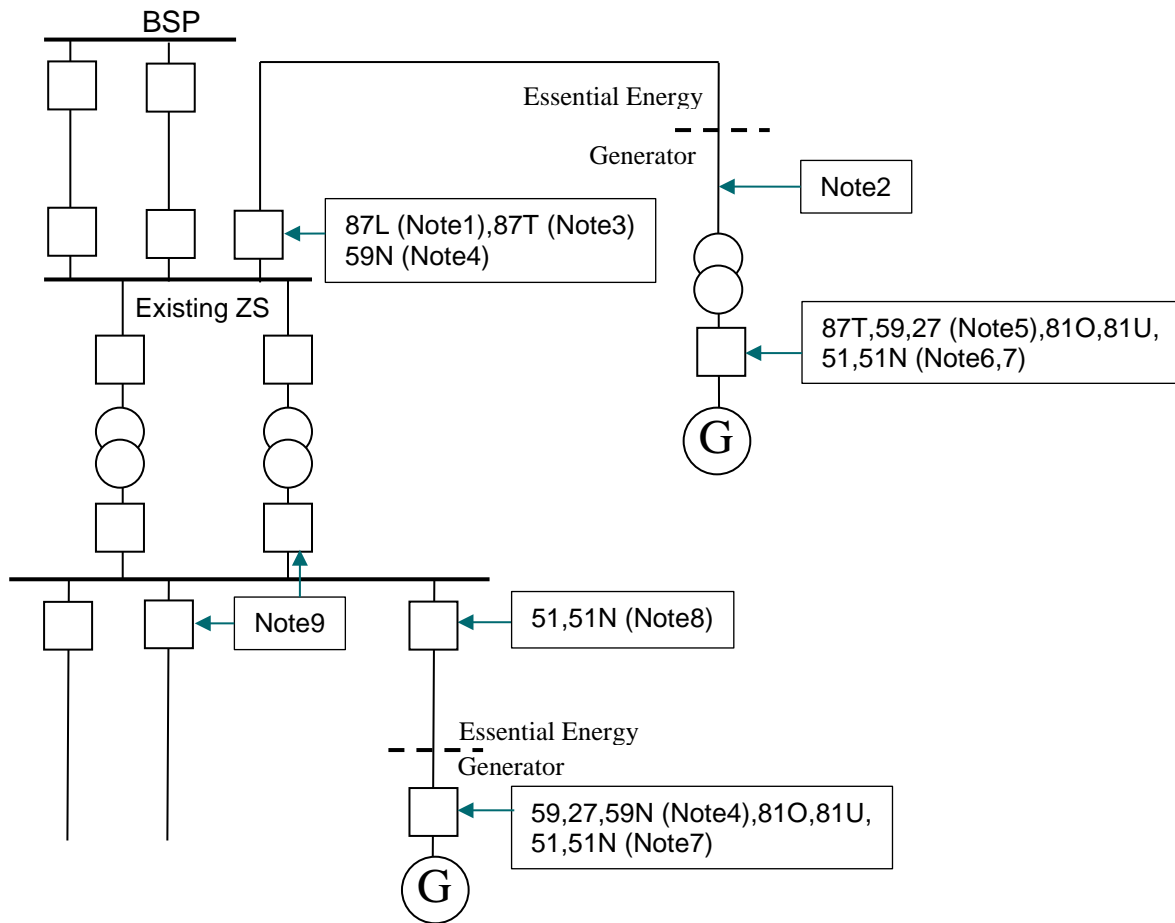 BSP
Essential Energy
Generator
Note2
87L (Note1),87T (Note3)
59N (Note4)
Existing ZS
87T,59,27 (Note5),81O,81U,
51,51N (Note6,7)
G
Note9
51,51N (Note8)
Essential Energy
Generator
59,27,59N (Note4),81O,81U,
51,51N (Note7)
G